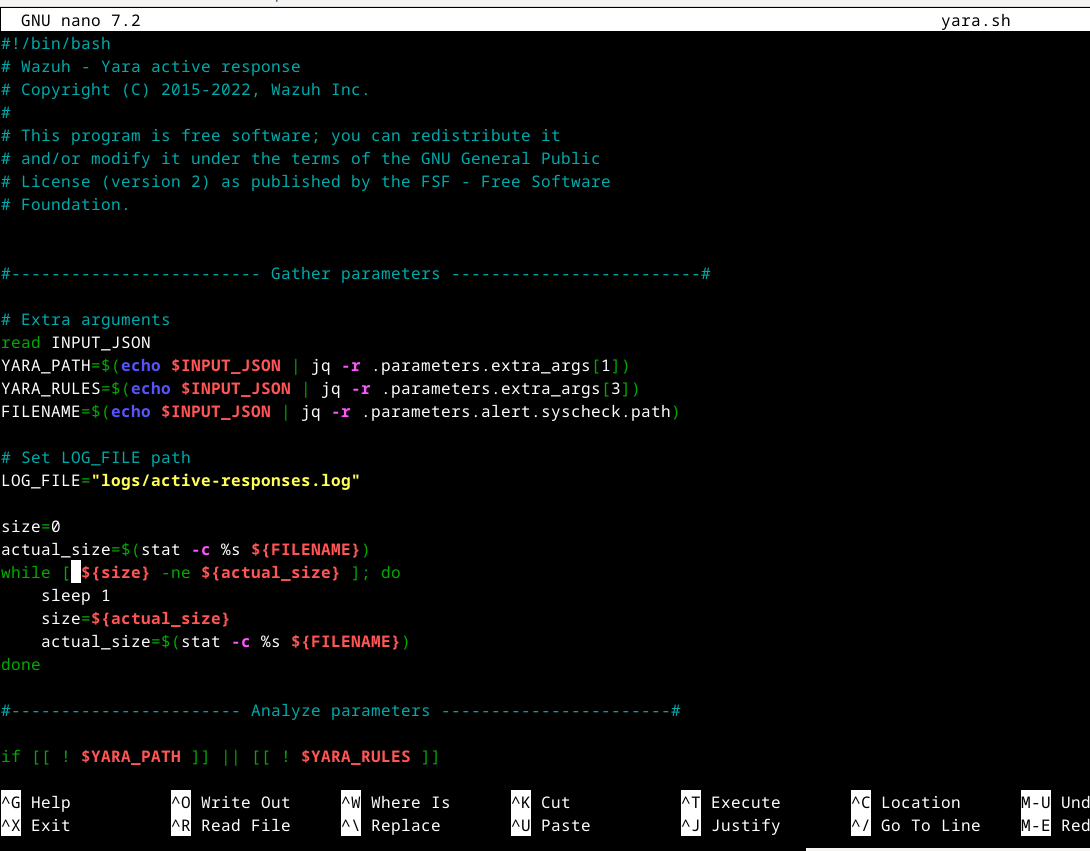 GNU nano 7.2 yara.sh
#!/bin/bash
# Wazuh - Yara active response
# Copyright (C) 2015-2022, Wazuh Inc.
#
# This program is free software; you can redistribute it
# and/or modify it under the terms of the GNU General Public
# License (version 2) as published by the FSF - Free Software
# Foundation.
#------------------------- Gather parameters -------------------------#
# Extra arguments
read INPUT_JSON
YARA_PATH=$(echo $INPUT_JSON | jq -r .parameters.extra_args[1])
YARA_RULES=$(echo $INPUT_JSON | jq -r .parameters.extra_args[3])
FILENAME=$(echo $INPUT_JSON | jq -r .parameters.alert.syscheck.path)
# Set LOG_FILE path
LOG_FILE="logs/active-responses.log"
size=0
actual_size=$(stat -c %s ${FILENAME})
while [ ${size} -ne ${actual_size} ]; do
    sleep 1
    size=${actual_size}
    actual_size=$(stat -c %s ${FILENAME})
done
#----------------------- Analyze parameters -----------------------#
if [[ ! $YARA_PATH ]] || [[ ! $YARA_RULES ]]
^G Help ^O Write Out ^W Where Is ^K Cut ^T Execute ^C Location M-U Und
^X Exit ^R Read File ^\ Replace ^U Paste ^J Justify ^/ Go To Line M-E Red